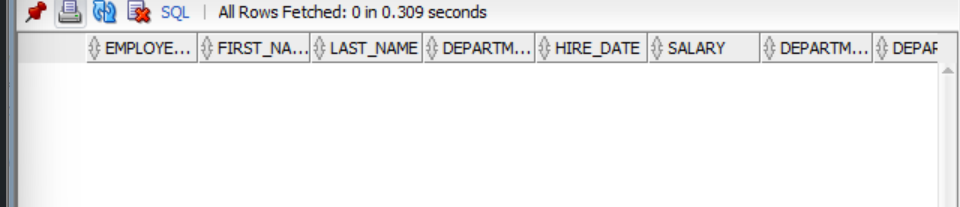 SQL | All Rows Fetched: 0 in 0.309 seconds
EMPLOYE... FIRST_NA... LAST_NAME DEPARTM... HIRE_DATE SALARY DEPARTM... DEPAR